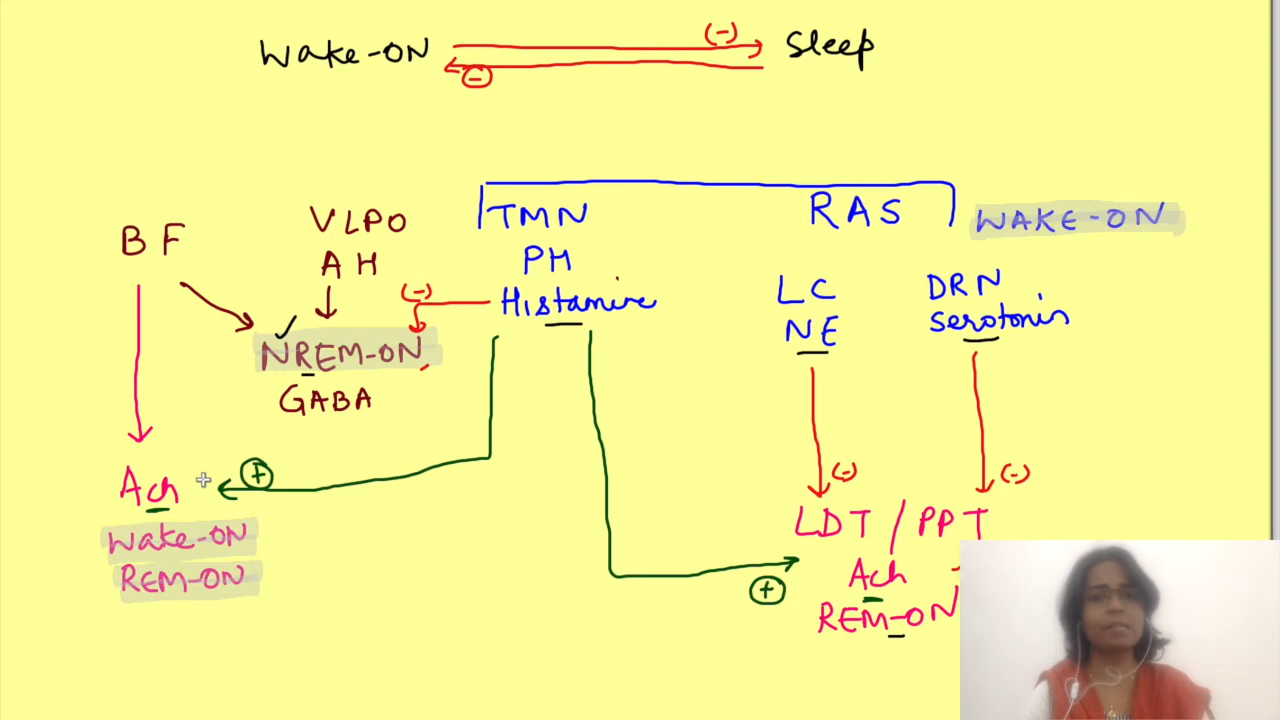 Wake-ON (-) Sleep
(-)
BF
VLPO
AH
(-)
NREM-ON
GABA
TMN
PH
Histamine
RAS
WAKE-ON
LC
NE
DRN
Serotonin
Ach
(+)
Wake-ON
REM-ON
(-) (-)
LDT / PPT
Ach
(+)
REM-ON